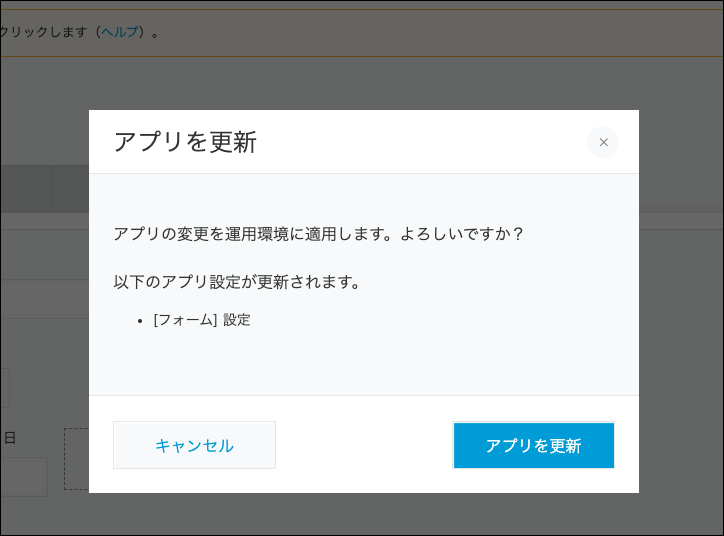 クリックします（ヘルプ）。
アプリを更新
×
アプリの変更を運用環境に適用します。よろしいですか？
以下のアプリ設定が更新されます。
• [フォーム] 設定
日
キャンセル
アプリを更新